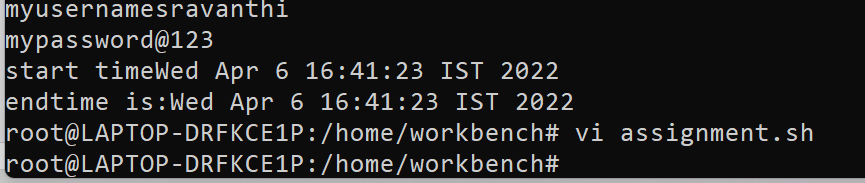 myusernamesravanthi
mypassword@123
start timeWed Apr 6 16:41:23 IST 2022
endtime is:Wed Apr 6 16:41:23 IST 2022
root@LAPTOP-DRFKCE1P:/home/workbench# vi assignment.sh
root@LAPTOP-DRFKCE1P:/home/workbench#